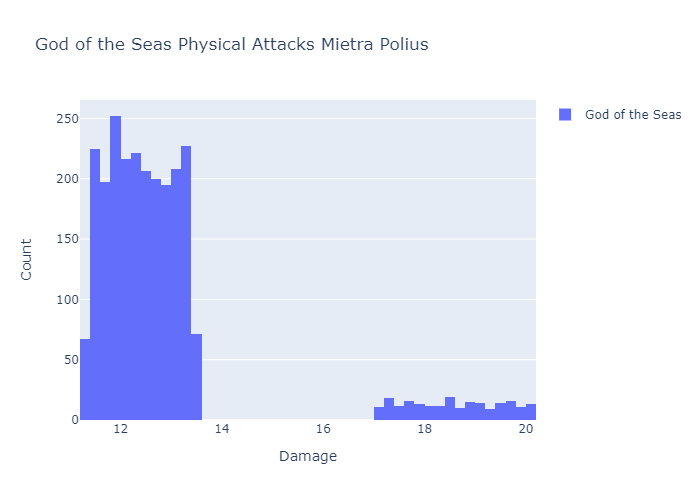 God of the Seas Physical Attacks Mietra Polius
God of the Seas
250
200
150
100
50
0
Count
12
14
16
18
20
Damage